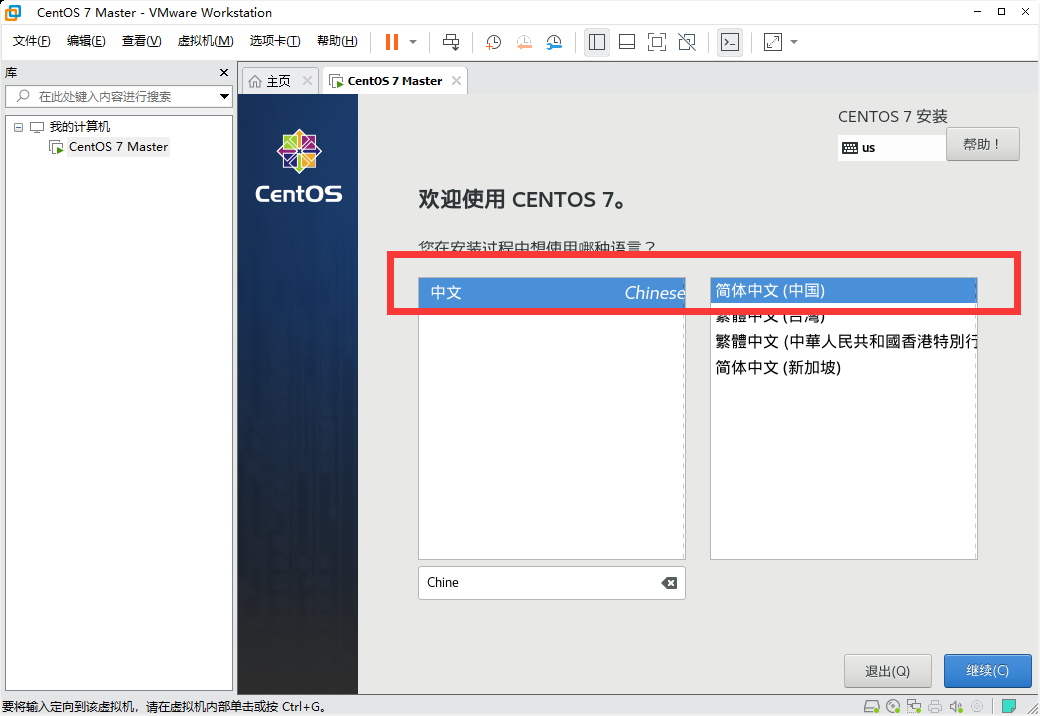 CentOS 7 Master - VMware Workstation
文件(F) 编辑(E) 查看(V) 虚拟机(M) 选项卡(T) 帮助(H)
库
在此处键入内容进行搜索
我的计算机
CentOS 7 Master
主页
CentOS 7 Master
CentOS
CENTOS 7 安装
us
帮助！
欢迎使用 CENTOS 7。
您在安装过程中想使用哪种语言？
中文 Chinese
简体中文 (中国)
繁體中文 (台灣)
繁體中文 (中華人民共和國香港特別行
简体中文 (新加坡)
Chine
退出(Q)
继续(C)
要将输入定向到该虚拟机，请在虚拟机内部单击或按 Ctrl+G。